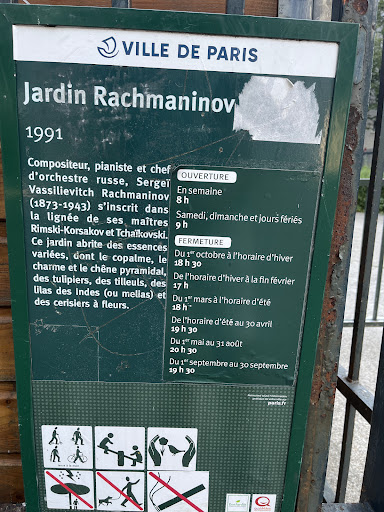 VILLE DE PARIS
Jardin Rachmaninov
1991
Compositeur, pianiste et chef
d'orchestre russe, Sergeï
Vassilievitch Rachmaninov
(1873-1943) s'inscrit dans
la lignée de ses maîtres
Rimski-Korsakov et Tchaïkovski.
Ce jardin abrite des essences
variées, dont le copalme, le
charme et le chêne pyramidal,
des tulipiers, des tilleuls, des
lilas des Indes (ou melias) et
des cerisiers à fleurs.
OUVERTURE
En semaine
8 h
Samedi, dimanche et jours fériés
9 h
FERMETURE
Du 1er octobre à l'horaire d'hiver
18 h 30
De l'horaire d'hiver à la fin février
17 h
Du 1er mars à l'horaire d'été
18 h
De l'horaire d'été au 30 avril
19 h 30
Du 1er mai au 31 août
20 h 30
Du 1er septembre au 30 septembre
19 h 30
paris.fr